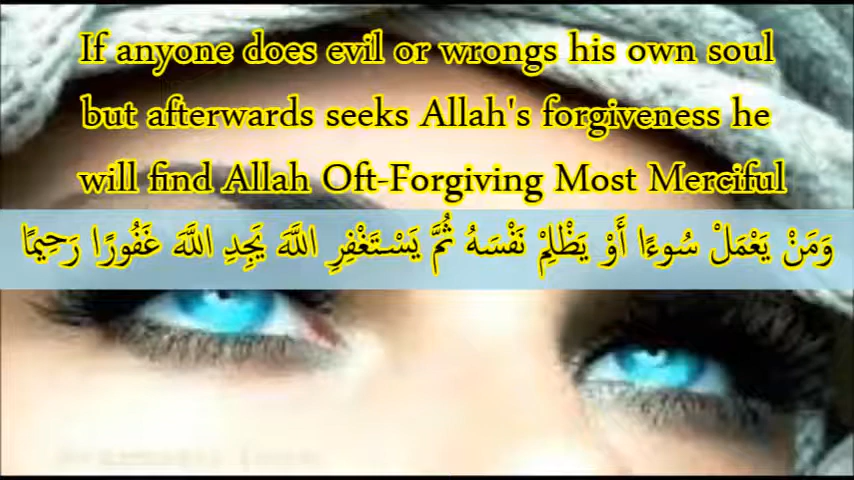 If anyone does evil or wrongs his own soul
but afterwards seeks Allah's forgiveness he
will find Allah Oft-Forgiving Most Merciful
وَمَنْ يَعْمَلْ سُوءًا أَوْ يَظْلِمْ نَفْسَهُ ثُمَّ يَسْتَغْفِرِ اللَّهَ يَجِدِ اللَّهَ غَفُورًا رَحِيمًا